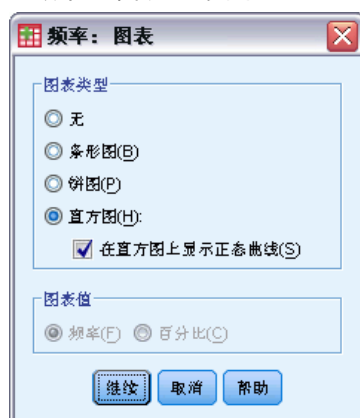 频率: 图表
图表类型
无
条形图(B)
饼图(P)
直方图(H):
在直方图上显示正态曲线(S)
图表值
频率(F) 百分比(C)
继续 取消 帮助